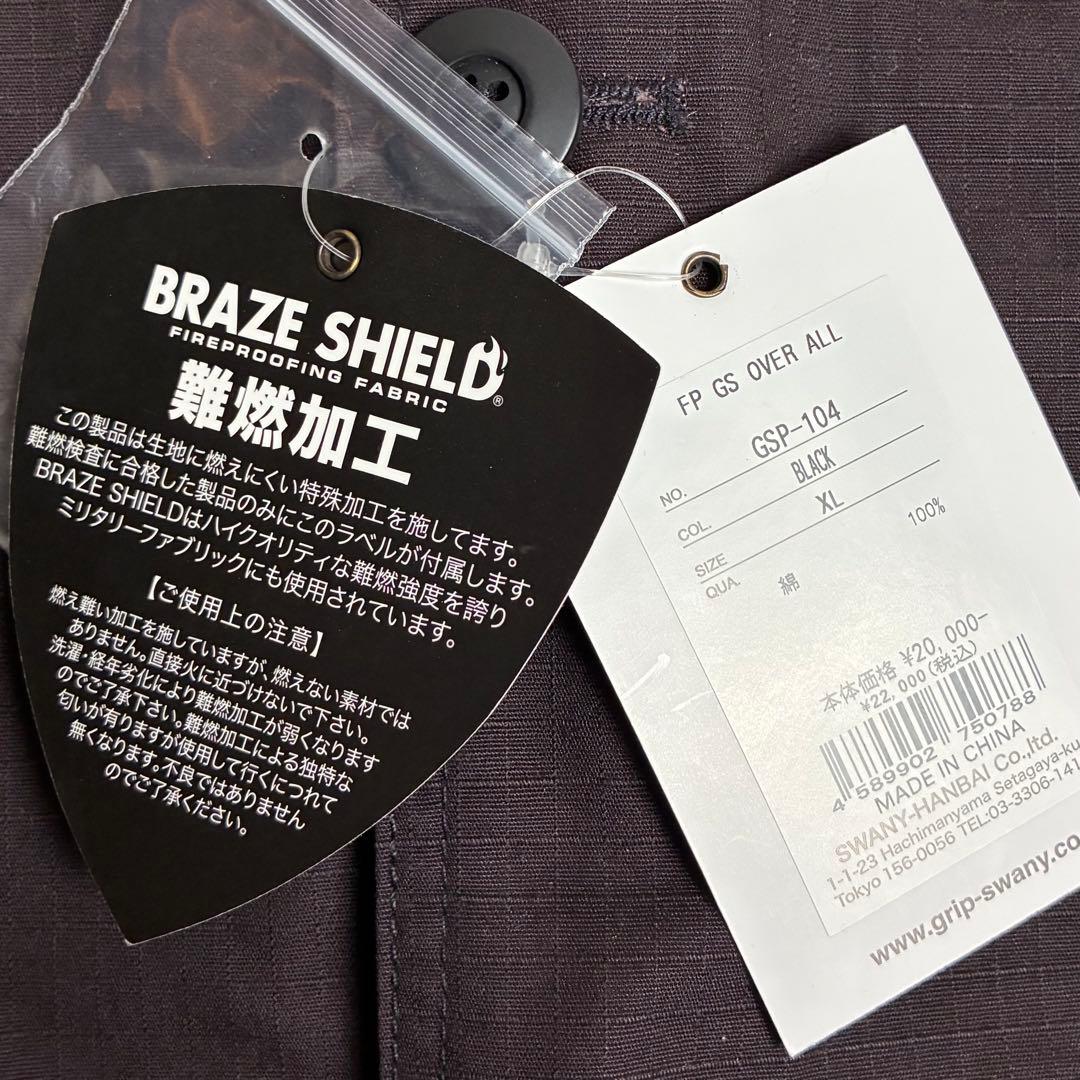 BRAZE SHIELD®
FIREPROOFING FABRIC
難燃加工
この製品は生地に燃えにくい特殊加工を施してます。
難燃検査に合格した製品のみにこのラベルが付属します。
BRAZE SHIELDはハイクオリティな難燃強度を誇り
ミリタリーファブリックにも使用されています。
【ご使用上の注意】
燃え難い加工を施していますが、燃えない素材では
ありません。直接火に近づけないで下さい。
洗濯・経年劣化により難燃加工が弱くなります
のでご了承下さい。難燃加工による独特な
匂いが有りますが使用して行くにつれて
無くなります。不良ではありません
のでご了承ください。
FP GS OVER ALL
NO. GSP-104
COL. BLACK
SIZE XL
QUA. 綿 100%
本体価格 ¥20,000-
¥22,000(税込)
4 589902 750788
MADE IN CHINA
SWANY-HANBAI Co.,ltd.
1-1-23 Hachimanyama Setagaya-ku
Tokyo 156-0056 TEL:03-3306-141
www.grip-swany.co